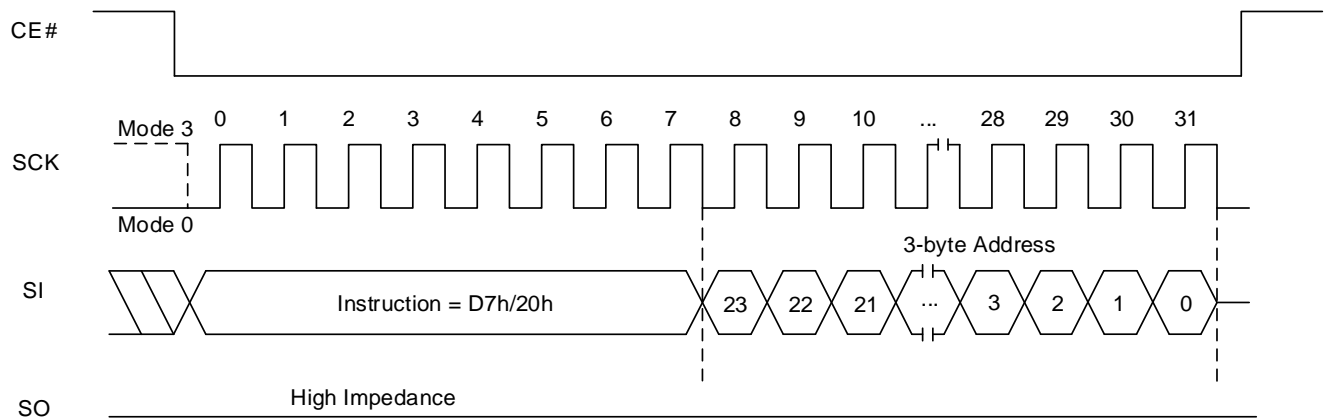 CE#
SCK
Mode 3
0 1 2 3 4 5 6 7 8 9 10 ... 28 29 30 31
Mode 0
3-byte Address
SI
Instruction = D7h/20h
23 22 21 ... 3 2 1 0
High Impedance
SO